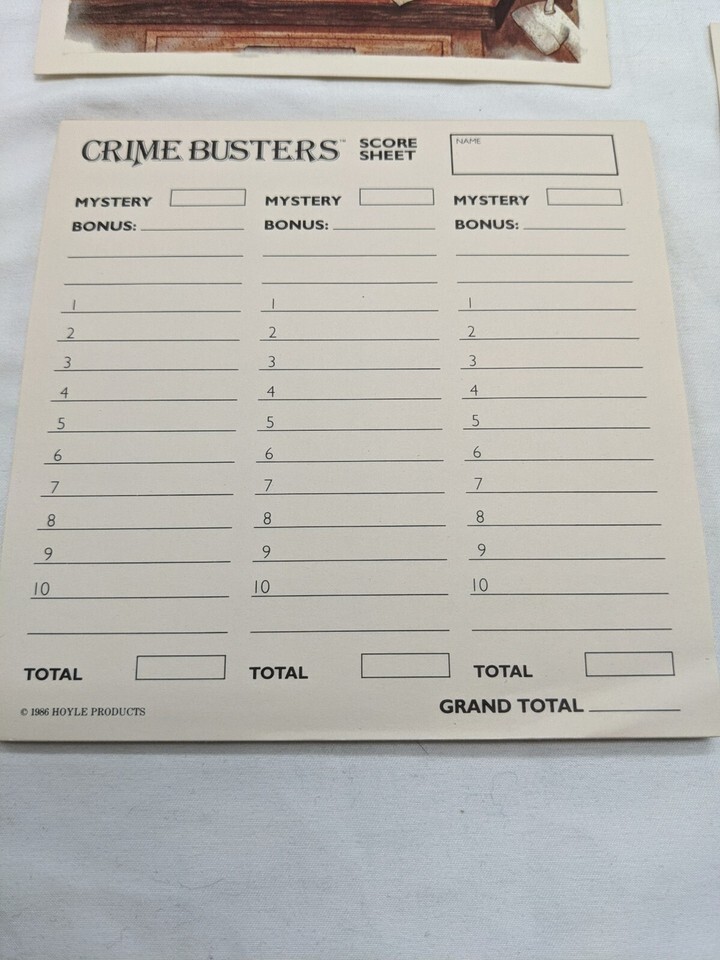 CRIME BUSTERS™ SCORE SHEET
NAME
MYSTERY MYSTERY MYSTERY
BONUS: BONUS: BONUS:
1 1 1
2 2 2
3 3 3
4 4 4
5 5 5
6 6 6
7 7 7
8 8 8
9 9 9
10 10 10
TOTAL TOTAL TOTAL
© 1986 HOYLE PRODUCTS GRAND TOTAL